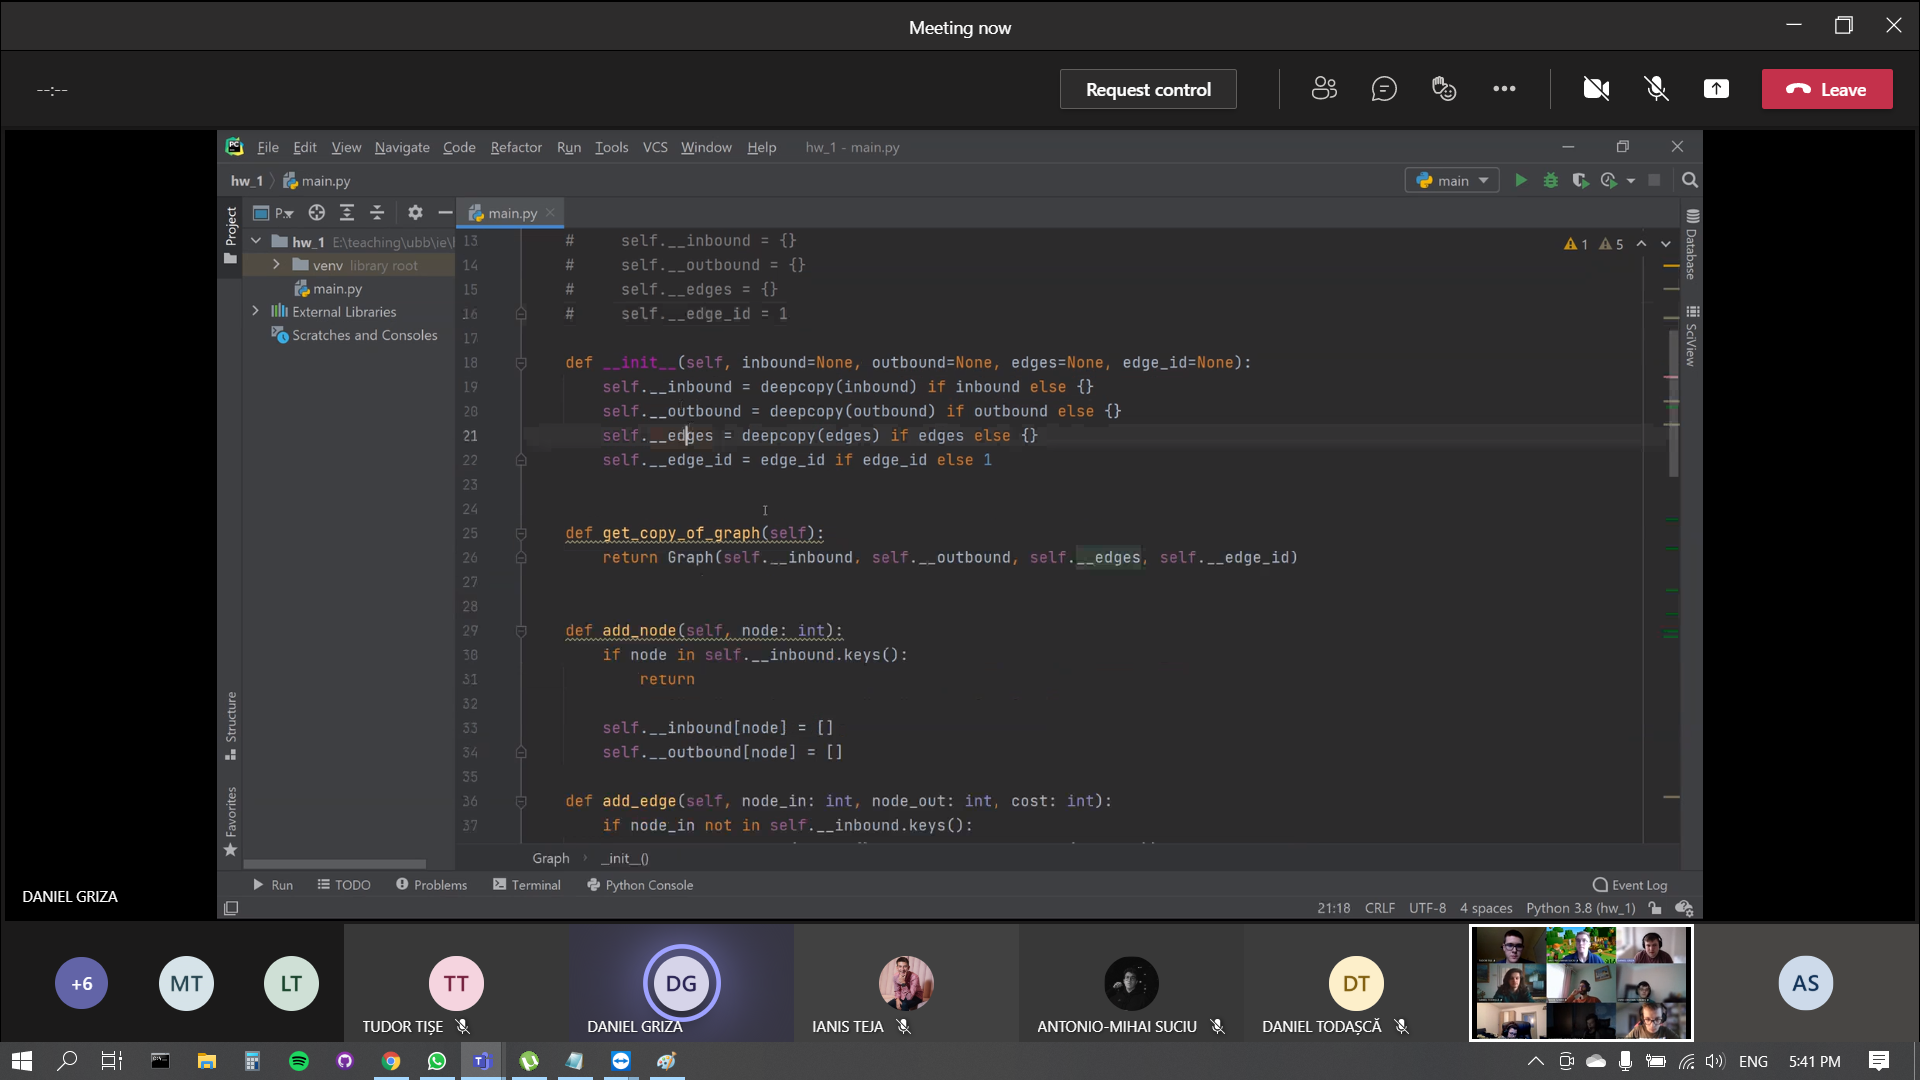 Meeting now
--:--
Request control
Leave
File Edit View Navigate Code Refactor Run Tools VCS Window Help hw_1 - main.py
hw_1 main.py
main
Project
P..
main.py
hw_1 E:\teaching\ubb\ie\
venv library root
main.py
External Libraries
Scratches and Consoles
1 5
Database
SciView
Structure
Favorites
13 # self.__inbound = {}
14 # self.__outbound = {}
15 # self.__edges = {}
16 # self.__edge_id = 1
17
18 def __init__(self, inbound=None, outbound=None, edges=None, edge_id=None):
19 self.__inbound = deepcopy(inbound) if inbound else {}
20 self.__outbound = deepcopy(outbound) if outbound else {}
21 self.__edges = deepcopy(edges) if edges else {}
22 self.__edge_id = edge_id if edge_id else 1
23
24
25 def get_copy_of_graph(self):
26 return Graph(self.__inbound, self.__outbound, self.__edges, self.__edge_id)
27
28
29 def add_node(self, node: int):
30 if node in self.__inbound.keys():
31 return
32
33 self.__inbound[node] = []
34 self.__outbound[node] = []
35
36 def add_edge(self, node_in: int, node_out: int, cost: int):
37 if node_in not in self.__inbound.keys():
Graph __init__()
Run TODO Problems Terminal Python Console Event Log
21:18 CRLF UTF-8 4 spaces Python 3.8 (hw_1)
DANIEL GRIZA
+6 MT LT TT DG DT AS
TUDOR TIȘE DANIEL GRIZA IANIS TEJA ANTONIO-MIHAI SUCIU DANIEL TODAȘCĂ
ENG 5:41 PM